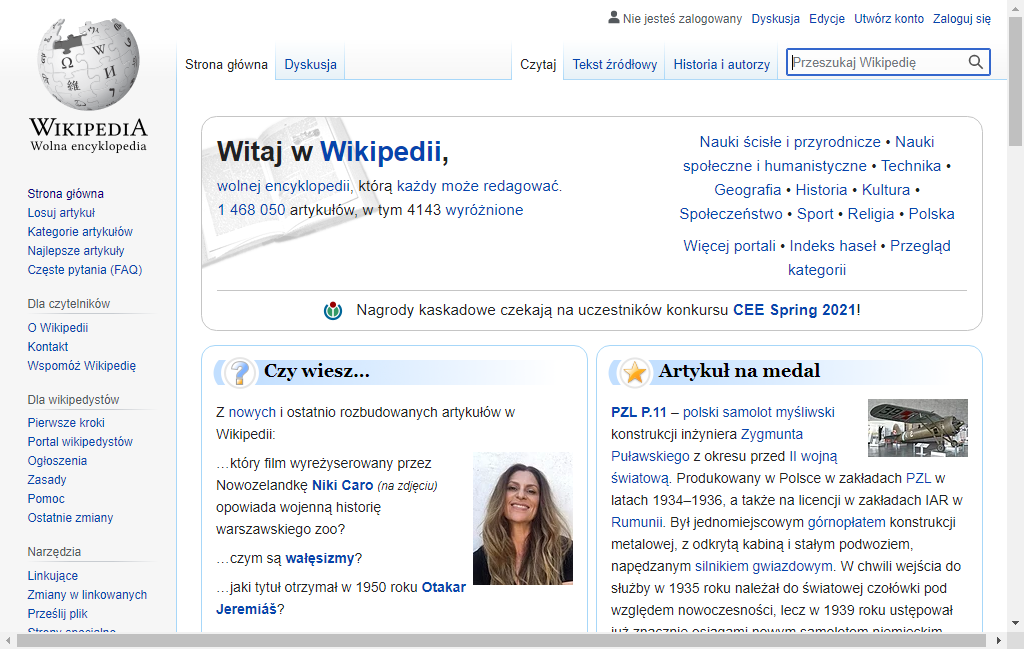 Nie jesteś zalogowany Dyskusja Edycje Utwórz konto Zaloguj się
Strona główna Dyskusja Czytaj Tekst źródłowy Historia i autorzy Przeszukaj Wikipedię
WIKIPEDIA
Wolna encyklopedia
Strona główna
Losuj artykuł
Kategorie artykułów
Najlepsze artykuły
Częste pytania (FAQ)
Dla czytelników
O Wikipedii
Kontakt
Wspomóż Wikipedię
Dla wikipedystów
Pierwsze kroki
Portal wikipedystów
Ogłoszenia
Zasady
Pomoc
Ostatnie zmiany
Narzędzia
Linkujące
Zmiany w linkowanych
Prześlij plik
Strony specjalne
Witaj w Wikipedii,
wolnej encyklopedii, którą każdy może redagować.
1 468 050 artykułów, w tym 4143 wyróżnione
Nauki ścisłe i przyrodnicze • Nauki
społeczne i humanistyczne • Technika •
Geografia • Historia • Kultura •
Społeczeństwo • Sport • Religia • Polska
Więcej portali • Indeks haseł • Przegląd
kategorii
Nagrody kaskadowe czekają na uczestników konkursu CEE Spring 2021!
Czy wiesz…
Z nowych i ostatnio rozbudowanych artykułów w
Wikipedii:
…który film wyreżyserowany przez
Nowozelandkę Niki Caro (na zdjęciu)
opowiada wojenną historię
warszawskiego zoo?
…czym są wałęsizmy?
…jaki tytuł otrzymał w 1950 roku Otakar
Jeremiáš?
Artykuł na medal
PZL P.11 – polski samolot myśliwski
konstrukcji inżyniera Zygmunta
Puławskiego z okresu przed II wojną
światową. Produkowany w Polsce w zakładach PZL w
latach 1934–1936, a także na licencji w zakładach IAR w
Rumunii. Był jednomiejscowym górnopłatem konstrukcji
metalowej, z odkrytą kabiną i stałym podwoziem,
napędzanym silnikiem gwiazdowym. W chwili wejścia do
służby w 1935 roku należał do światowej czołówki pod
względem nowoczesności, lecz w 1939 roku ustępował
już znacznie osiągami nowym samolotom niemieckim